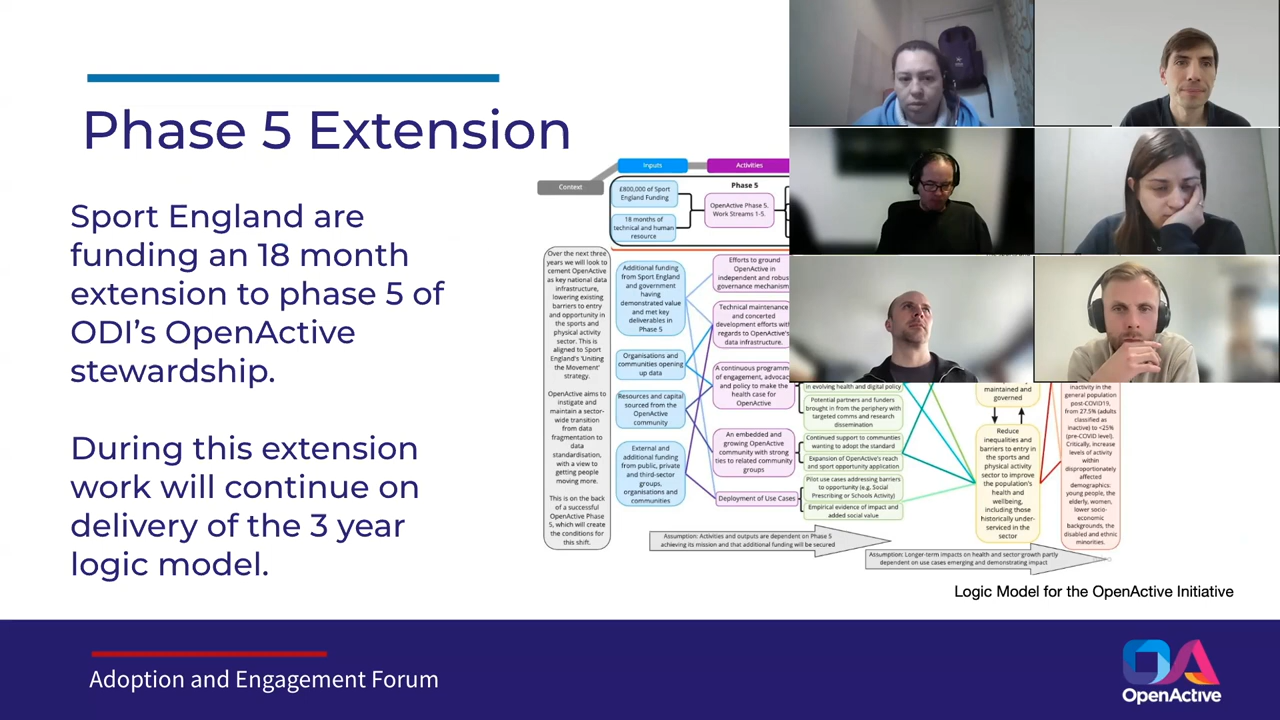 Phase 5 Extension
Sport England are
funding an 18 month
extension to phase 5 of
ODI's OpenActive
stewardship.
During this extension
work will continue on
delivery of the 3 year
logic model.
Context
Inputs
Activities
Phase 5
£800,000 of Sport
England Funding
18 months of
technical and human
resource
OpenActive Phase 5.
Work Streams 1-5.
Over the next three
years we will look to
cement OpenActive
as key national data
infrastructure,
lowering existing
barriers to entry
and opportunity in
the sports and
physical activity
sector. This is
aligned to Sport
England's 'Uniting
the Movement'
strategy.
OpenActive aims to
instigate and
maintain a sector-
wide transition from
data
fragmentation to
data
standardisation,
with a view to
getting people
moving more.
This is on the back
of a successful
OpenActive Phase
5, which will create
the conditions for
this shift.
Additional funding
from Sport England
and government
having
demonstrated value
and met key
deliverables in
Phase 5
Organisations and
communities opening
up data
Resources and capital
sourced from the
OpenActive
community
External and
additional funding
from public, private
and third-sector
groups,
organisations and
communities
Efforts to ground
OpenActive in
independent and robus
governance mechanism
Technical maintenance
and concerted
development efforts with
regards to OpenActive's
data infrastructure.
A continuous programm
of engagement, advocac
and policy to make the
health case for
OpenActive
An embedded and
growing OpenActive
community with strong
ties to related community
groups
Deployment of Use Cases
in evolving health and digital policy
Potential partners and funders
brought in from the periphery with
targeted comms and research
dissemination
Continued support to communities
wanting to adopt the standard
Expansion of OpenActive's reach
and sport opportunity application
Pilot use cases addressing barriers
to opportunity (e.g. Social
Prescribing or Schools Activity)
Empirical evidence of impact and
added social value
maintained and
governed
Reduce
inequalities and
barriers to entry
in the sports and
physical activity
sector to improve
the population's
health and
wellbeing,
including those
historically under-
serviced in the
sector
inactivity in the
general population
post-COVID19,
from 27.5% (adults
classified as
inactive) to <25%
(pre-COVID level).
Critically, increase
levels of activity
within
disproportionately
affected
demographics:
young people, the
elderly, women,
lower socio-
economic
backgrounds, the
disabled and ethnic
minorities.
Assumption: Activities and outputs are dependent on Phase 5
achieving its mission and that additional funding will be secured
Assumption: Longer-term impacts on health and sector growth partly
dependent on use cases emerging and demonstrating impact
Logic Model for the OpenActive Initiative
Adoption and Engagement Forum
OpenActive